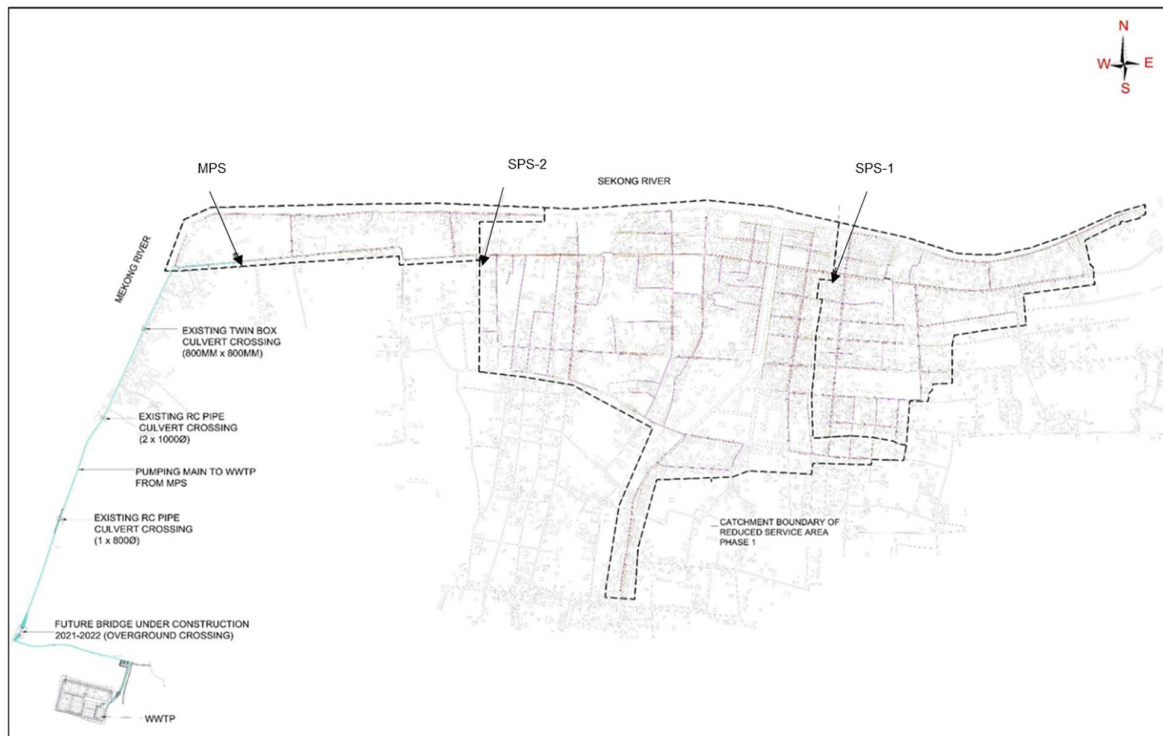 N
W E
S
MPS
SPS-2
SPS-1
SEKONG RIVER
MEKONG RIVER
EXISTING TWIN BOX
CULVERT CROSSING
(800MM x 800MM)
EXISTING RC PIPE
CULVERT CROSSING
(2 x 1000Ø)
PUMPING MAIN TO WWTP
FROM MPS
EXISTING RC PIPE
CULVERT CROSSING
(1 x 800Ø)
CATCHMENT BOUNDARY OF
REDUCED SERVICE AREA
PHASE 1
FUTURE BRIDGE UNDER CONSTRUCTION
2021-2022 (OVERGROUND CROSSING)
WWTP